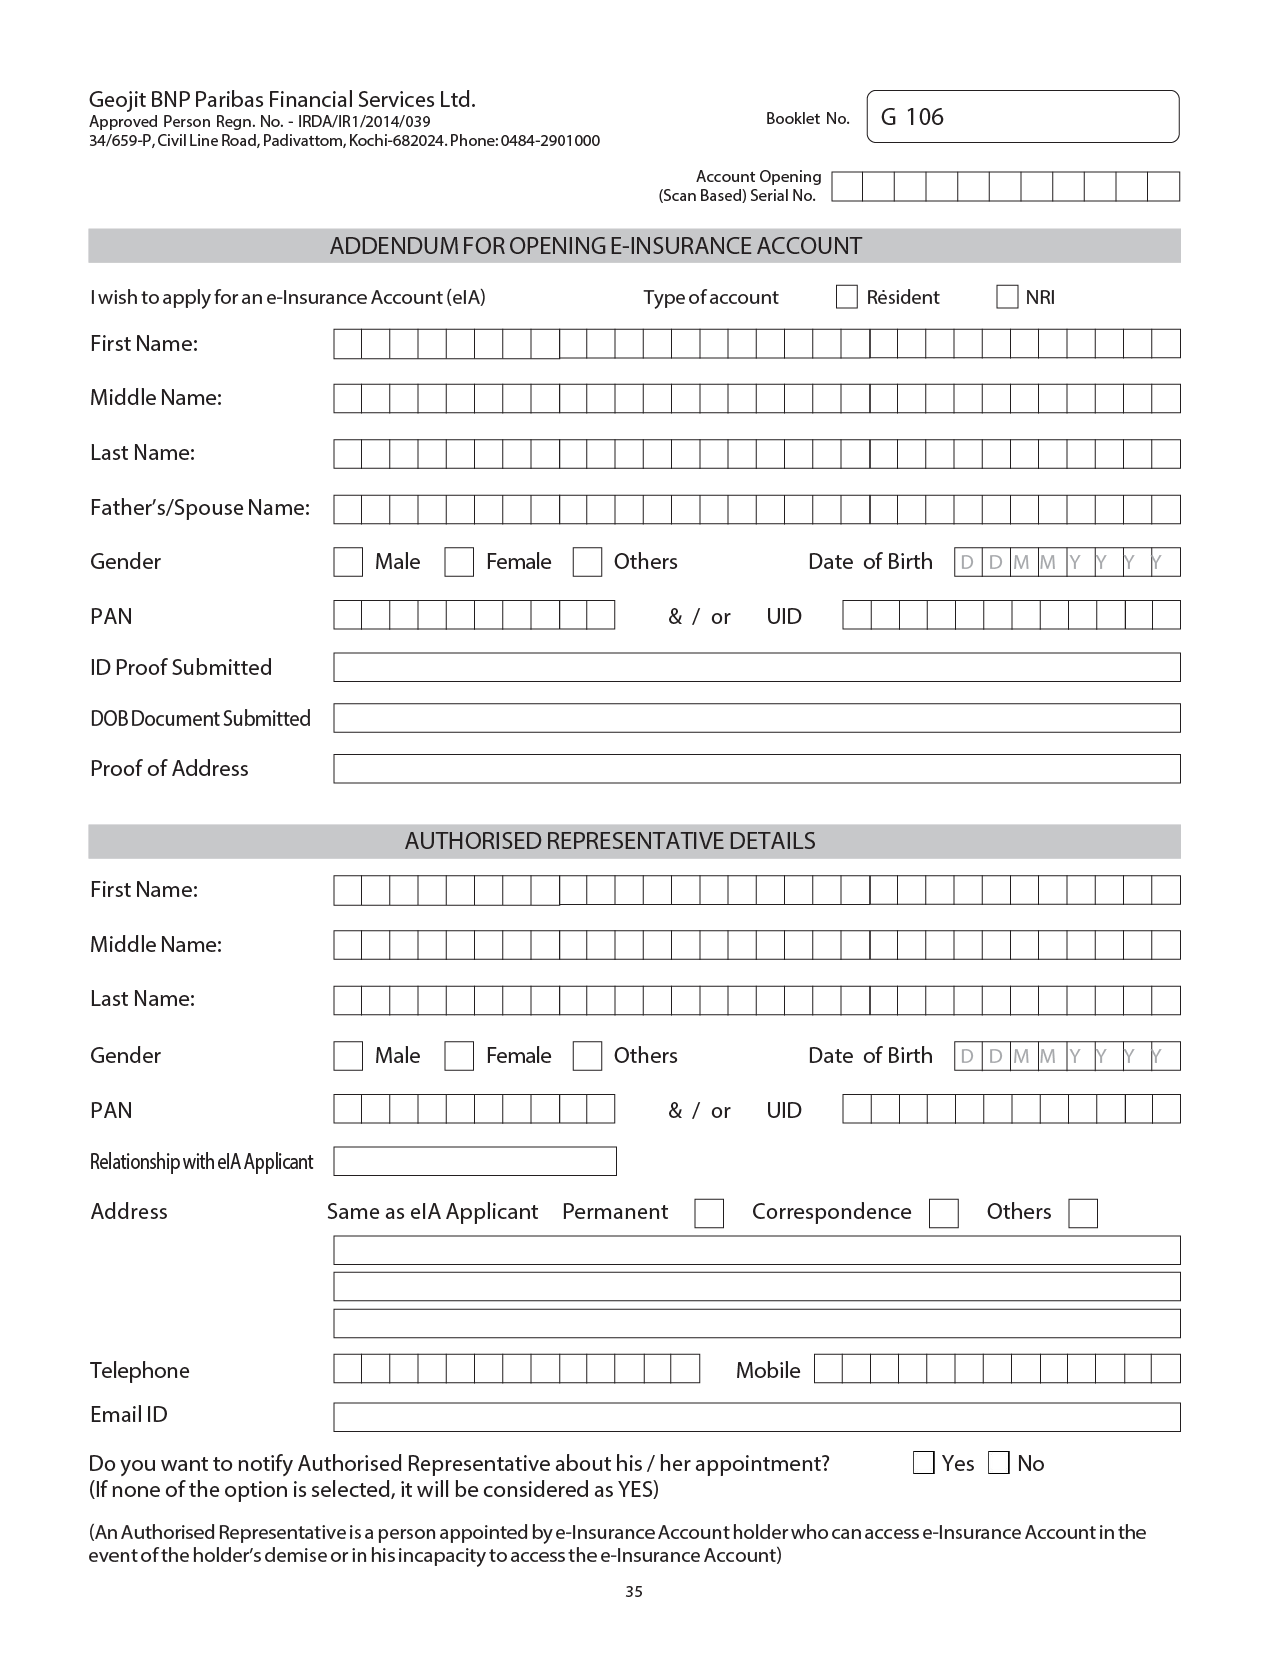 Geojit BNP Paribas Financial Services Ltd.
Approved Person Regn. No. - IRDA/IR1/2014/039
34/659-P, Civil Line Road, Padivattom, Kochi-682024. Phone: 0484-2901000
Booklet No. G 106
Account Opening
(Scan Based) Serial No.
ADDENDUM FOR OPENING E-INSURANCE ACCOUNT
I wish to apply for an e-Insurance Account (eIA) Type of account Resident NRI
First Name:
Middle Name:
Last Name:
Father's/Spouse Name:
Gender Male Female Others Date of Birth D D M M Y Y Y Y
PAN & / or UID
ID Proof Submitted
DOB Document Submitted
Proof of Address
AUTHORISED REPRESENTATIVE DETAILS
First Name:
Middle Name:
Last Name:
Gender Male Female Others Date of Birth D D M M Y Y Y Y
PAN & / or UID
Relationship with eIA Applicant
Address Same as eIA Applicant Permanent Correspondence Others
Telephone Mobile
Email ID
Do you want to notify Authorised Representative about his / her appointment? Yes No
(If none of the option is selected, it will be considered as YES)
(An Authorised Representative is a person appointed by e-Insurance Account holder who can access e-Insurance Account in the
event of the holder's demise or in his incapacity to access the e-Insurance Account)
35